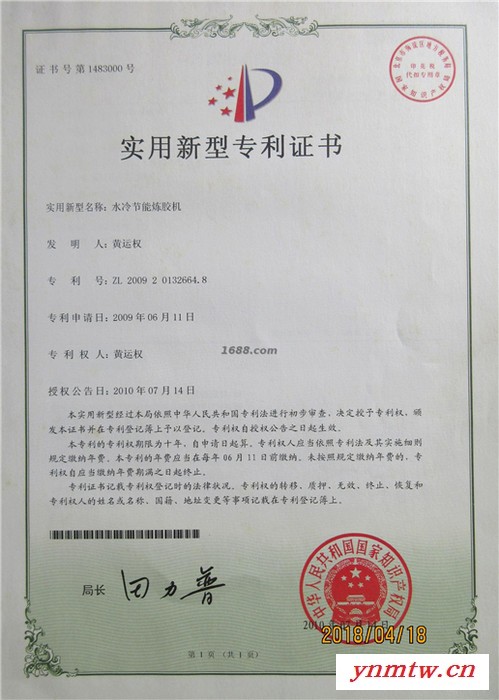 证书号第1483000号
印花税
代扣专用章
实用新型专利证书
实用新型名称：水冷节能炼胶机
发 明 人：黄运权
专 利 号：ZL 2009 2 0132664.8
专利申请日：2009年06月11日
专 利 权 人：黄运权
1688.com
授权公告日：2010年07月14日
本实用新型经过本局依照中华人民共和国专利法进行初步审查，决定授予专利权，颁
发本证书并在专利登记簿上予以登记。专利权自授权公告之日起生效。
本专利的专利权期限为十年，自申请日起算。专利权人应当依照专利法及其实施细则
规定缴纳年费。本专利的年费应当在每年06月11日前缴纳。未按照规定缴纳年费的，专
利权自应当缴纳年费期满之日起终止。
专利证书记载专利权登记时的法律状况。专利权的转移、质押、无效、终止、恢复和
专利权人的姓名或名称、国籍、地址变更等事项记载在专利登记簿上。
局长 田力普
中华人民共和国国家知识产权局
2018/04/18
第1页（共1页）
ynmtw.cn